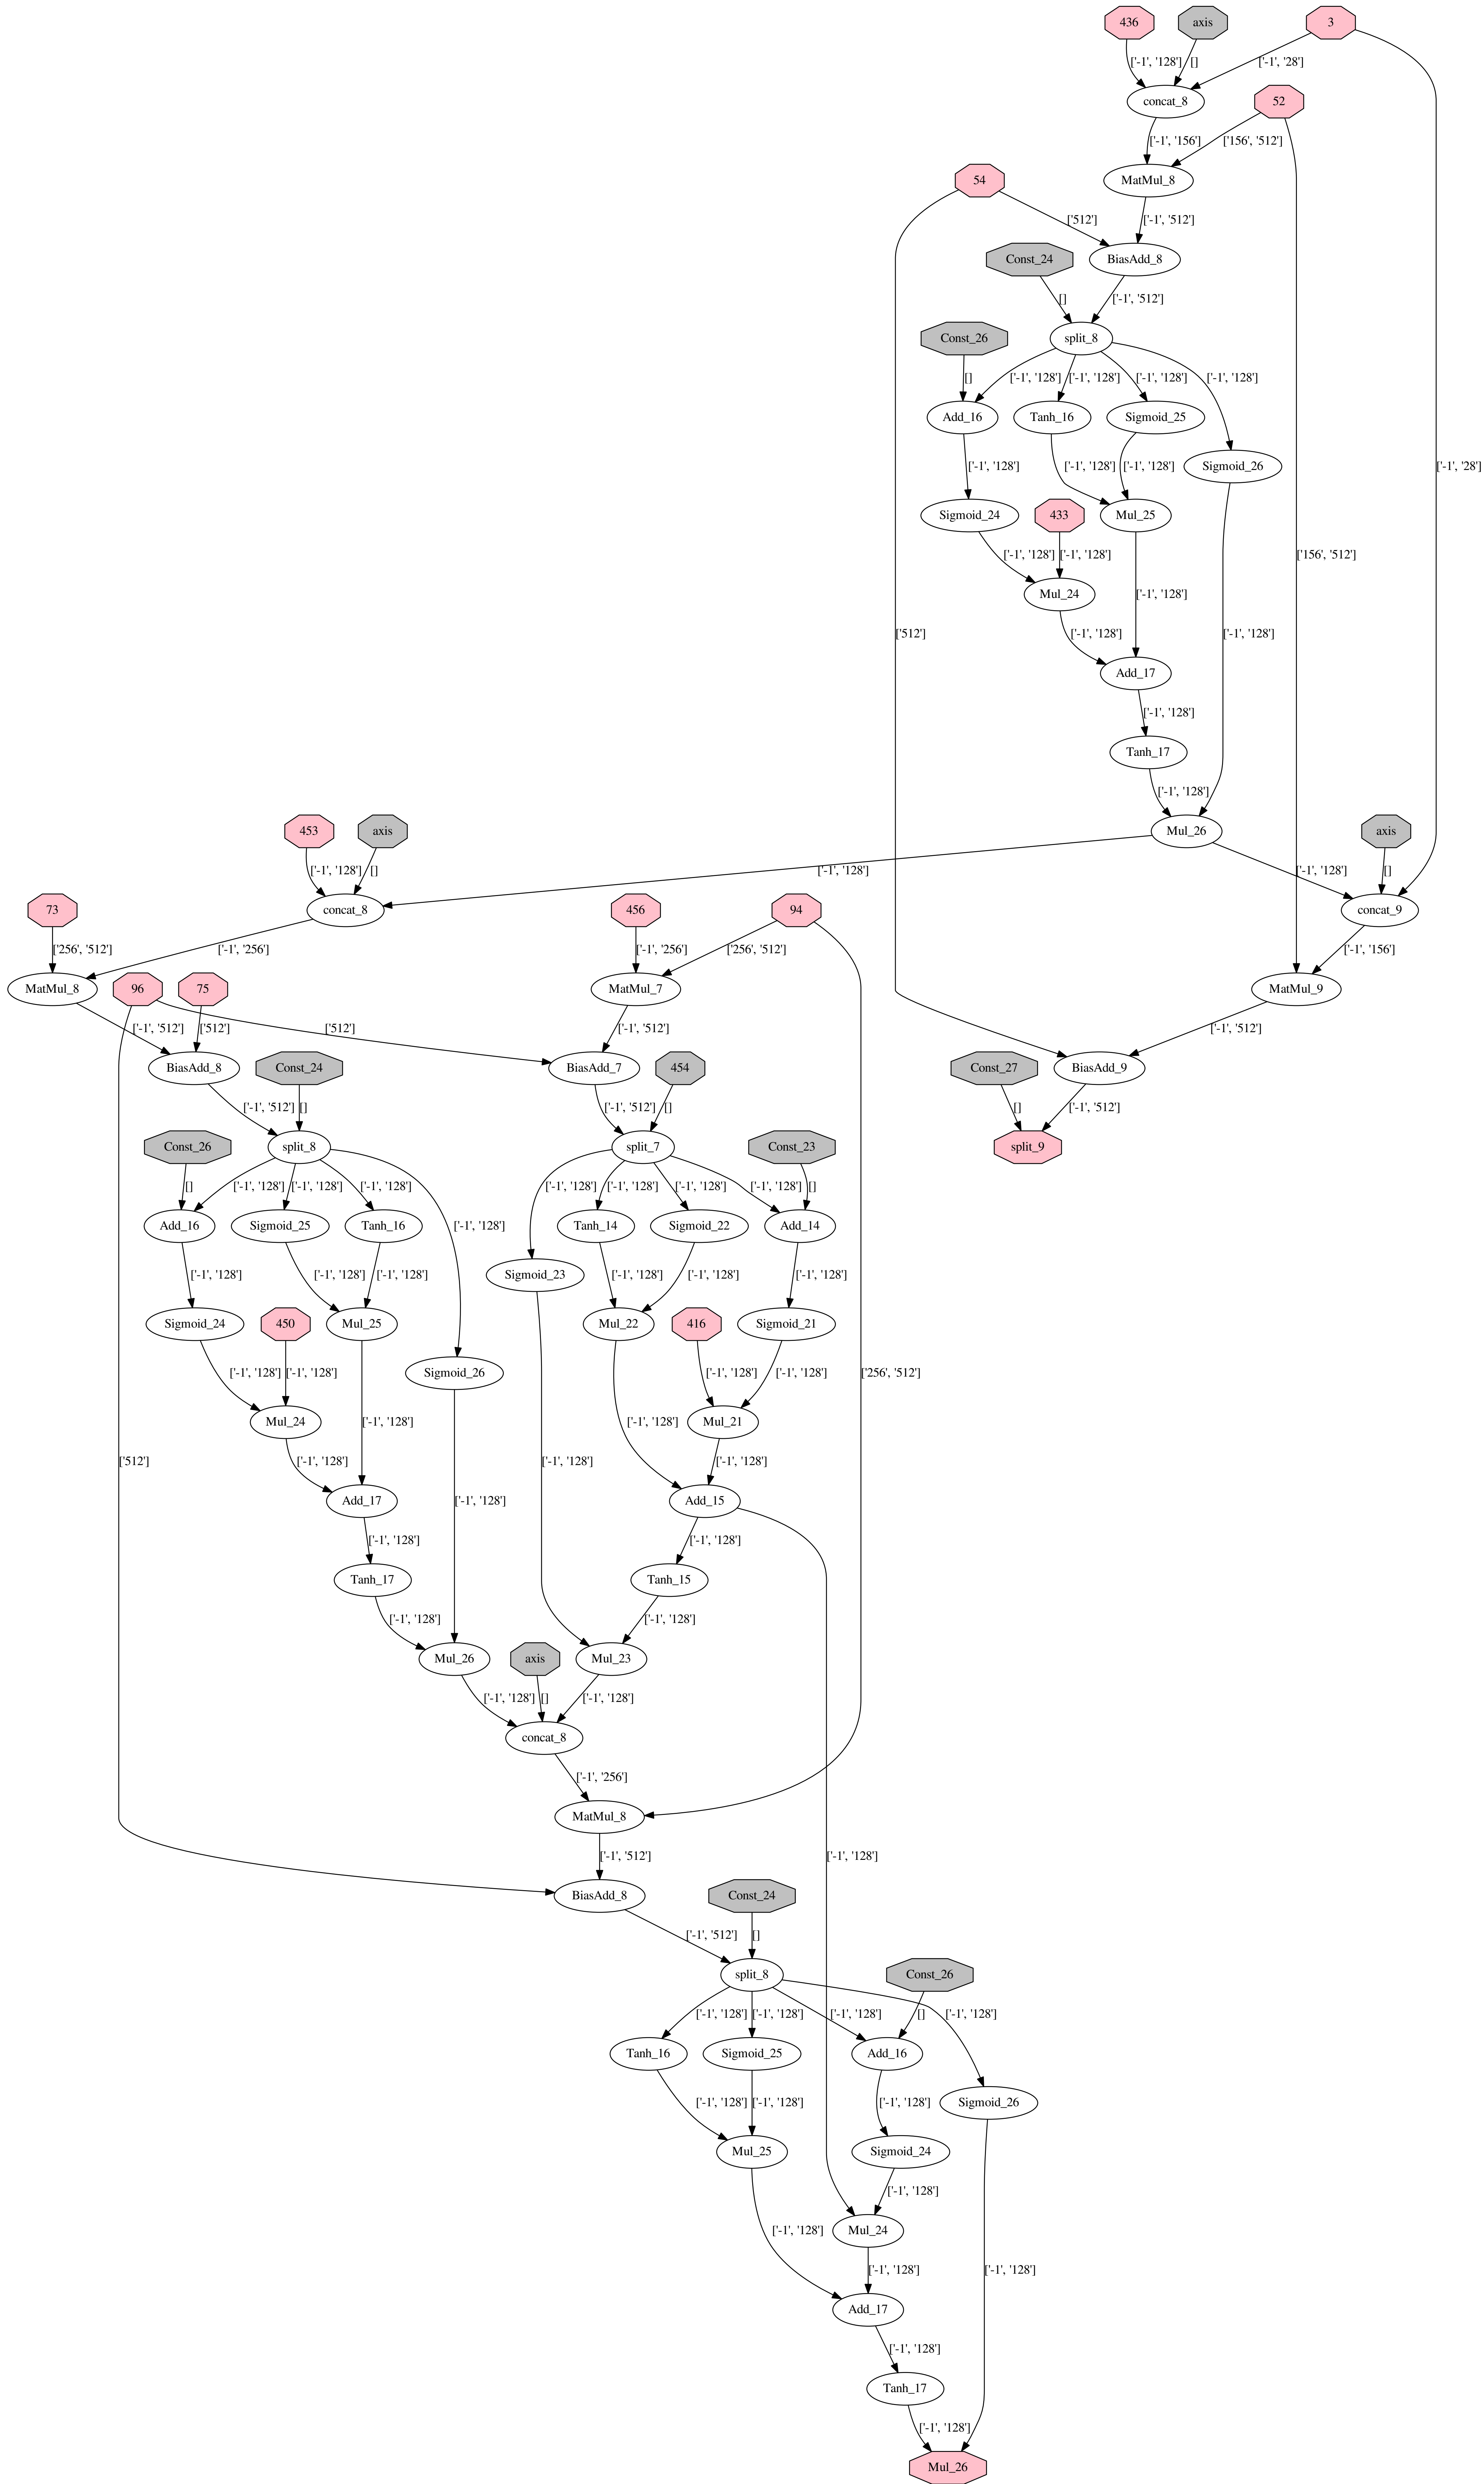 436 axis 3
['-1', '128'] [] ['-1', '28']
concat_8 52
['-1', '156'] ['156', '512']
54 MatMul_8
['512'] ['-1', '512']
Const_24 BiasAdd_8
[] ['-1', '512']
Const_26 split_8
[] ['-1', '128'] ['-1', '128'] ['-1', '128'] ['-1', '128']
Add_16 Tanh_16 Sigmoid_25
['-1', '128'] ['-1', '128'] ['-1', '128'] Sigmoid_26 ['-1', '28']
Sigmoid_24 433 Mul_25
['-1', '128'] ['-1', '128'] ['156', '512']
Mul_24 ['-1', '128']
['512'] ['-1', '128'] ['-1', '128']
Add_17
['-1', '128']
Tanh_17
['-1', '128']
453 axis Mul_26 axis
['-1', '128'] [] ['-1', '128'] ['-1', '128'] []
73 concat_8 456 94 concat_9
['256', '512'] ['-1', '256'] ['-1', '256'] ['256', '512'] ['-1', '156']
MatMul_8 96 75 MatMul_7 MatMul_9
['-1', '512'] ['512'] ['512'] ['-1', '512'] ['-1', '512']
BiasAdd_8 Const_24 BiasAdd_7 454 Const_27 BiasAdd_9
['-1', '512'] [] ['-1', '512'] [] [] ['-1', '512']
Const_26 split_8 split_7 Const_23 split_9
[] ['-1', '128'] ['-1', '128'] ['-1', '128'] ['-1', '128'] ['-1', '128'] ['-1', '128'] ['-1', '128'] []
Add_16 Sigmoid_25 Tanh_16 ['-1', '128'] Tanh_14 Sigmoid_22 Add_14
['-1', '128'] ['-1', '128'] ['-1', '128'] Sigmoid_23 ['-1', '128'] ['-1', '128'] ['-1', '128']
Sigmoid_24 450 Mul_25 Mul_22 416 Sigmoid_21
['-1', '128'] ['-1', '128'] Sigmoid_26 ['-1', '128'] ['-1', '128'] ['256', '512']
Mul_24 ['-1', '128'] ['-1', '128'] Mul_21
['512'] ['-1', '128'] ['-1', '128'] ['-1', '128']
Add_17 ['-1', '128'] Add_15
['-1', '128'] ['-1', '128']
Tanh_17 Tanh_15
['-1', '128'] ['-1', '128']
Mul_26 axis Mul_23
['-1', '128'] [] ['-1', '128']
concat_8
['-1', '256']
MatMul_8
['-1', '512'] ['-1', '128']
BiasAdd_8 Const_24
['-1', '512'] []
split_8 Const_26
['-1', '128'] ['-1', '128'] ['-1', '128'] [] ['-1', '128']
Tanh_16 Sigmoid_25 Add_16
['-1', '128'] ['-1', '128'] ['-1', '128'] Sigmoid_26
Mul_25 Sigmoid_24
['-1', '128']
['-1', '128'] Mul_24
['-1', '128'] ['-1', '128']
Add_17
['-1', '128']
Tanh_17
['-1', '128']
Mul_26